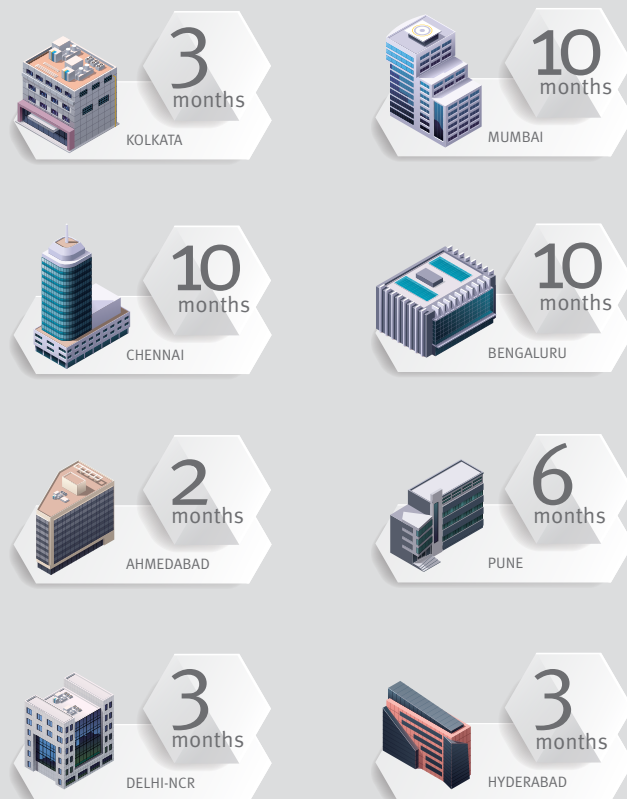 3
months
KOLKATA
10
months
MUMBAI
10
months
CHENNAI
10
months
BENGALURU
2
months
AHMEDABAD
6
months
PUNE
3
months
DELHI-NCR
3
months
HYDERABAD